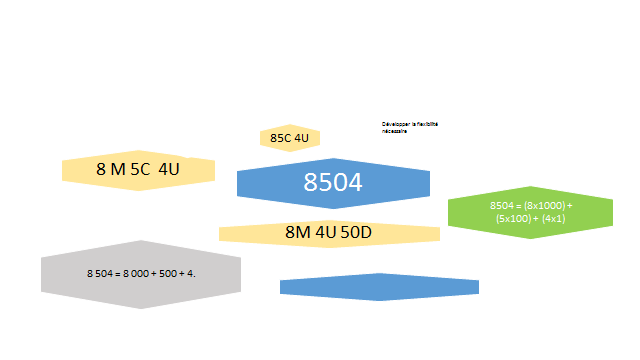 Développer la flexibilité
nécessaire
85C 4U
8 M 5C  4U
8504
8504 = (8x1000) +
(5x100) + (4x1)
8M 4U 50D
8 504 = 8 000 + 500 + 4.